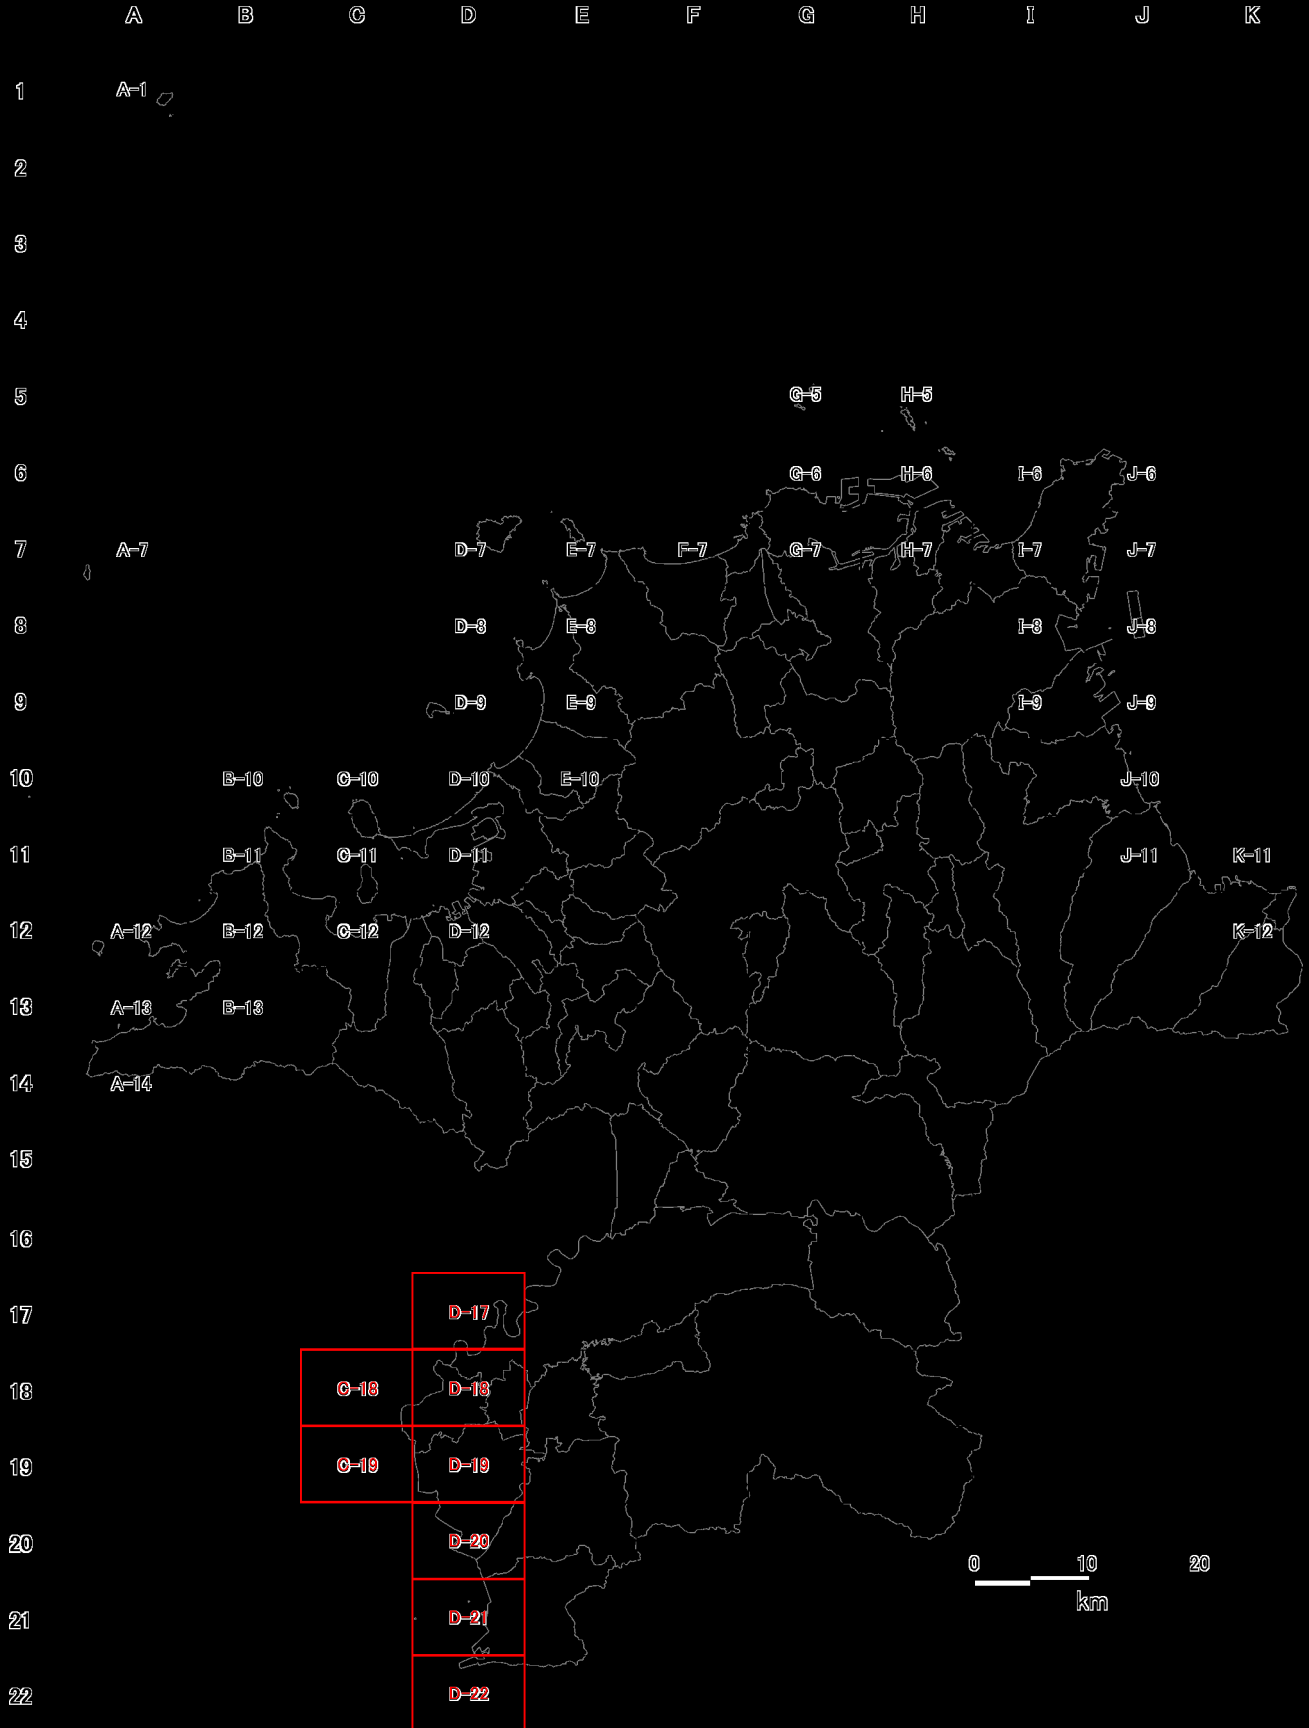 A B C D E F G H I J K
1 A-1
2
3
4
5 G-5 H-5
6 G-6 H-6 I-6 J-6
7 A-7 D-7 E-7 F-7 G-7 H-7 I-7 J-7
8 D-8 E-8 I-8 J-8
9 D-9 E-9 I-9 J-9
10 B-10 C-10 D-10 E-10 J-10
11 B-11 C-11 D-11 J-11 K-11
12 A-12 B-12 C-12 D-12 K-12
13 A-13 B-13
14 A-14
15
16
17 D-17
18 C-18 D-18
19 C-19 D-19
20 D-20
0 10 20
km
21 D-21
22 D-22